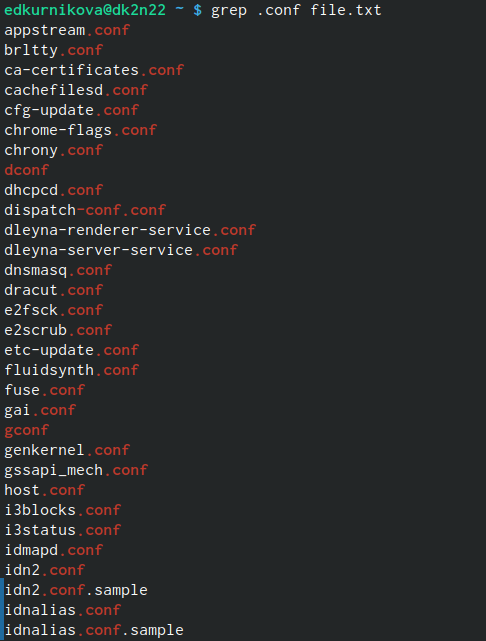 edkurnikova@dk2n22 ~ $ grep .conf file.txt
appstream.conf
brltty.conf
ca-certificates.conf
cachefilesd.conf
cfg-update.conf
chrome-flags.conf
chrony.conf
dconf
dhcpcd.conf
dispatch-conf.conf
dleyna-renderer-service.conf
dleyna-server-service.conf
dnsmasq.conf
dracut.conf
e2fsck.conf
e2scrub.conf
etc-update.conf
fluidsynth.conf
fuse.conf
gai.conf
gconf
genkernel.conf
gssapi_mech.conf
host.conf
i3blocks.conf
i3status.conf
idmapd.conf
idn2.conf
idn2.conf.sample
idnalias.conf
idnalias.conf.sample